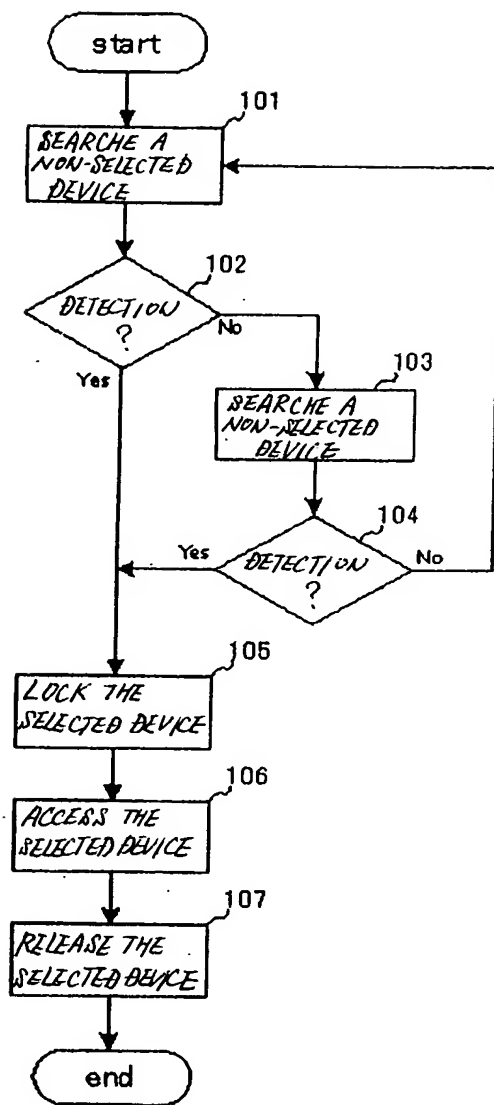 start
101
SEARCHE A
NON-SELECTED
DEVICE
102
DETECTION
?
No
Yes
103
SEARCHE A
NON-SELECTED
DEVICE
104
Yes
DETECTION
?
No
105
LOCK THE
SELECTED DEVICE
106
ACCESS THE
SELECTED DEVICE
107
RILEASE THE
SELECTED DEVICE
end